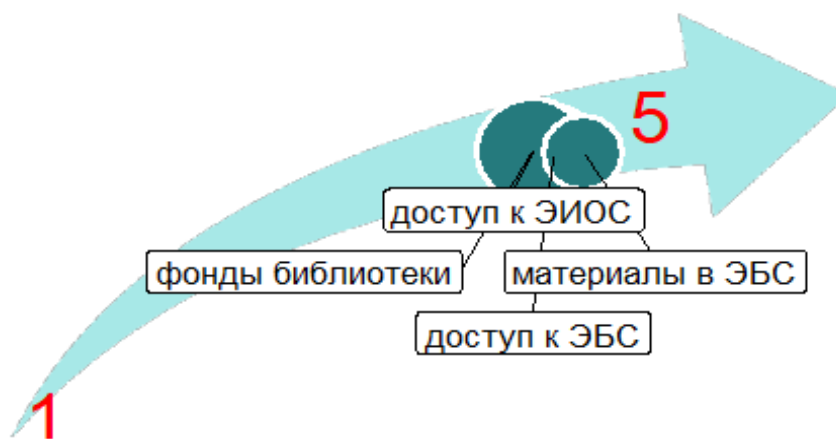 5
доступ к ЭИОС
фонды библиотеки
материалы в ЭБС
доступ к ЭБС
1